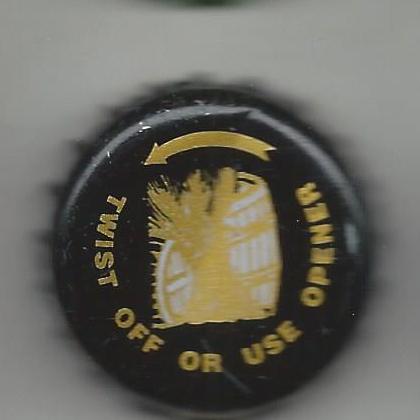 TWIST OFF OR USE OPENER